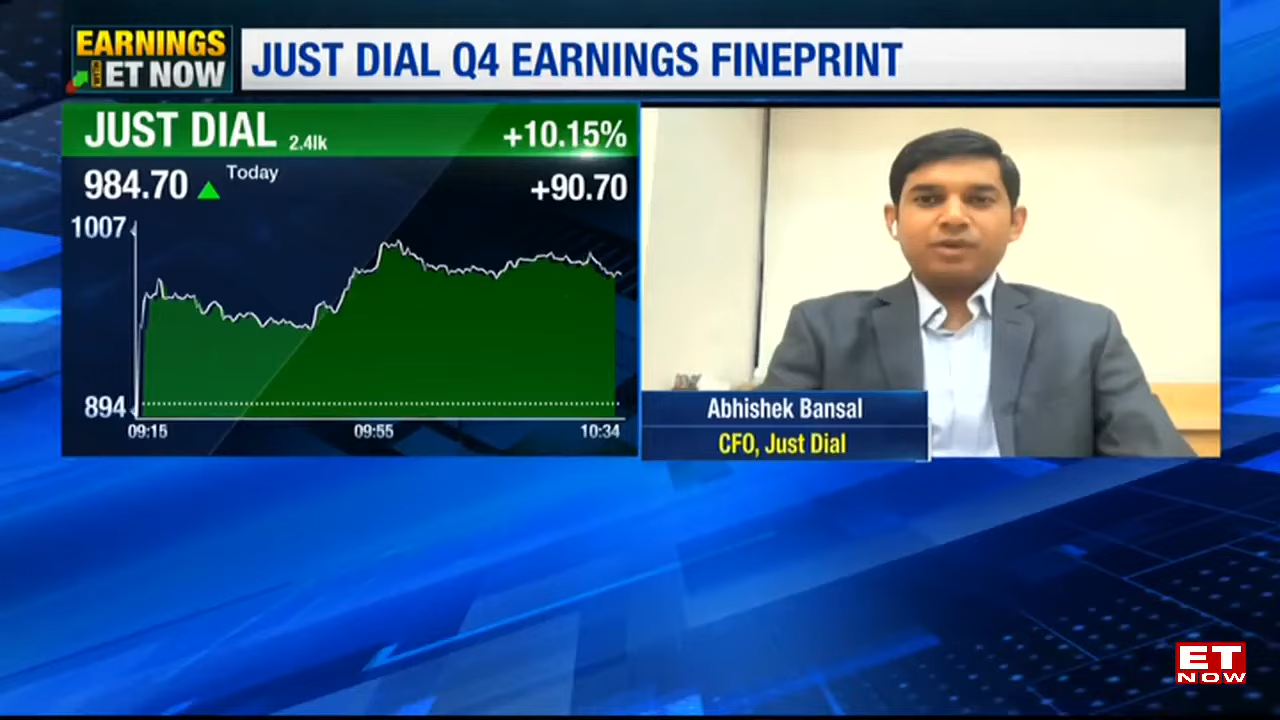 EARNINGS
WITH
ET NOW
JUST DIAL Q4 EARNINGS FINEPRINT
JUST DIAL 2.4lk +10.15%
984.70 Today +90.70
1007
894
09:15 09:55 10:34
Abhishek Bansal
CFO, Just Dial
ET
NOW